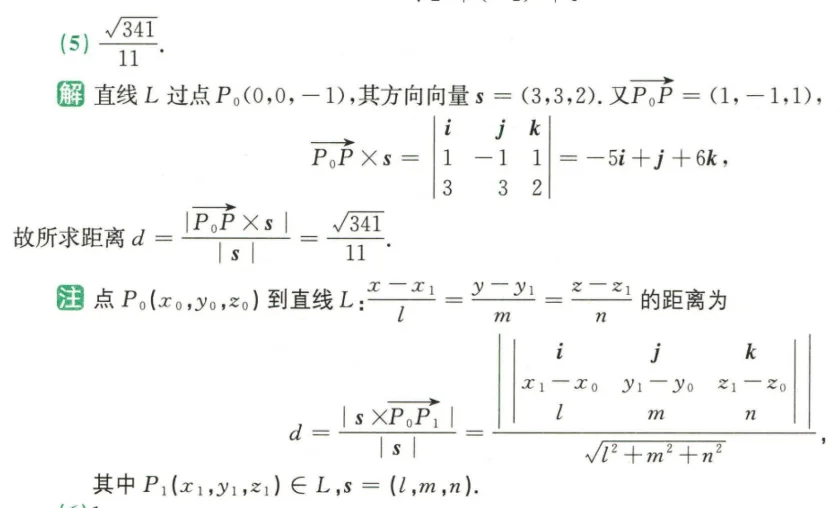 (5) $\frac{\sqrt{341}}{11}$.
解 直线 L 过点 $P_0(0,0,-1)$,其方向向量 $\boldsymbol{s}=(3,3,2)$.又$\overrightarrow{P_0P}=(1,-1,1)$,
$\overrightarrow{P_0P}\times\boldsymbol{s}=\begin{vmatrix}\boldsymbol{i}&\boldsymbol{j}&\boldsymbol{k}\\1&-1&1\\3&3&2\end{vmatrix}=-5\boldsymbol{i}+\boldsymbol{j}+6\boldsymbol{k}$,
故所求距离 $d=\frac{|\overrightarrow{P_0P}\times\boldsymbol{s}|}{|\boldsymbol{s}|}=\frac{\sqrt{341}}{11}$.
注 点 $P_0(x_0,y_0,z_0)$ 到直线 $L:\frac{x-x_1}{l}=\frac{y-y_1}{m}=\frac{z-z_1}{n}$ 的距离为
$d=\frac{|\boldsymbol{s}\times\overrightarrow{P_0P_1}|}{|\boldsymbol{s}|}=\frac{\left|\begin{vmatrix}\boldsymbol{i}&\boldsymbol{j}&\boldsymbol{k}\\x_1-x_0&y_1-y_0&z_1-z_0\\l&m&n\end{vmatrix}\right|}{\sqrt{l^2+m^2+n^2}}$,
其中 $P_1(x_1,y_1,z_1)\in L,\boldsymbol{s}=(l,m,n)$.